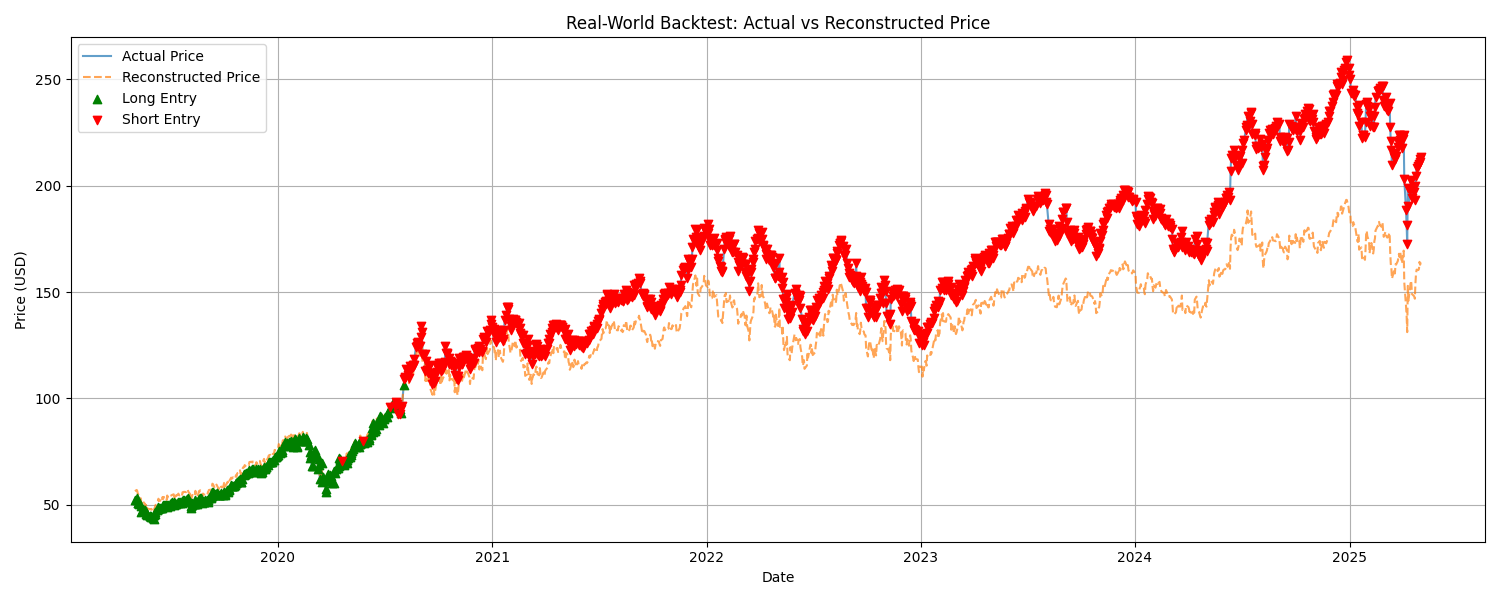 Real-World Backtest: Actual vs Reconstructed Price
Actual Price
Reconstructed Price
Long Entry
Short Entry
Price (USD)
250
200
150
100
50
2020
2021
2022
2023
2024
2025
Date